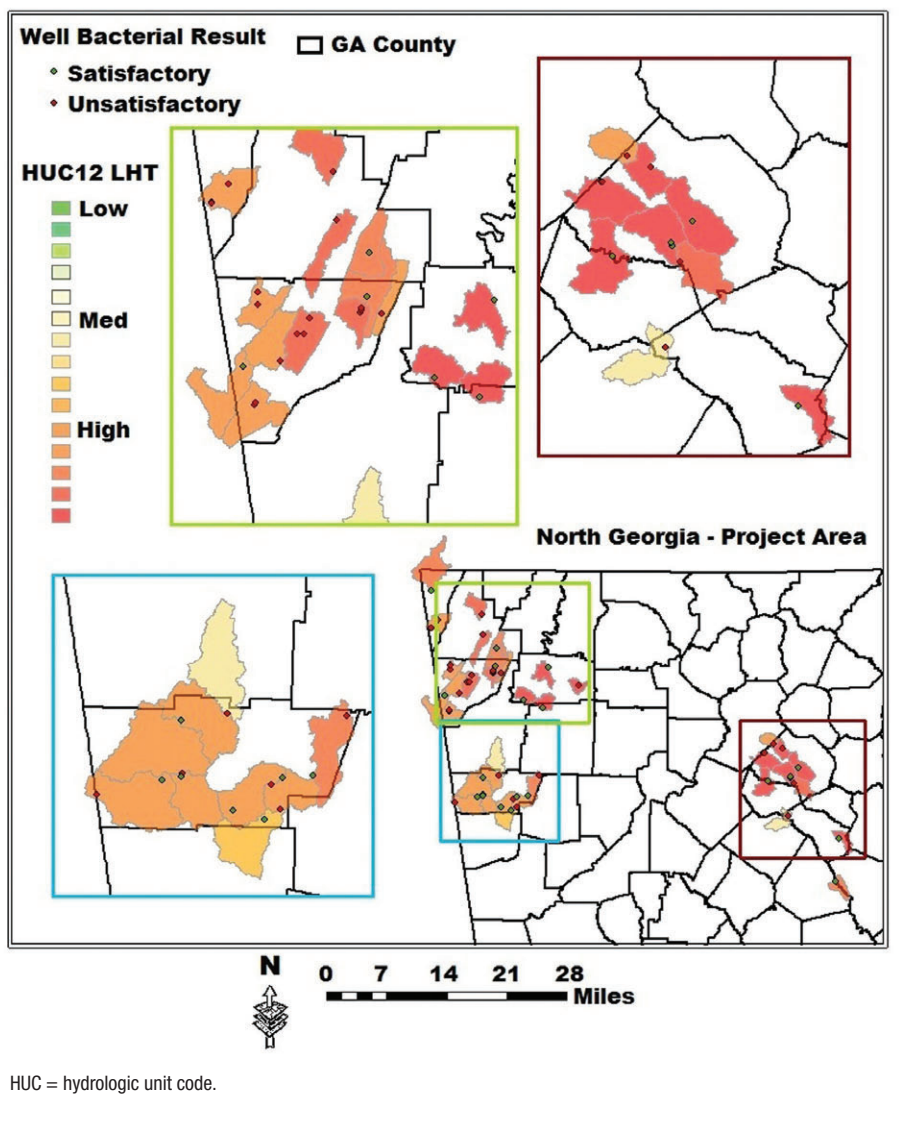 Well Bacterial Result
GA County
Satisfactory
Unsatisfactory
HUC12 LHT
Low
Med
High
North Georgia - Project Area
N
0 7 14 21 28
Miles
HUC = hydrologic unit code.